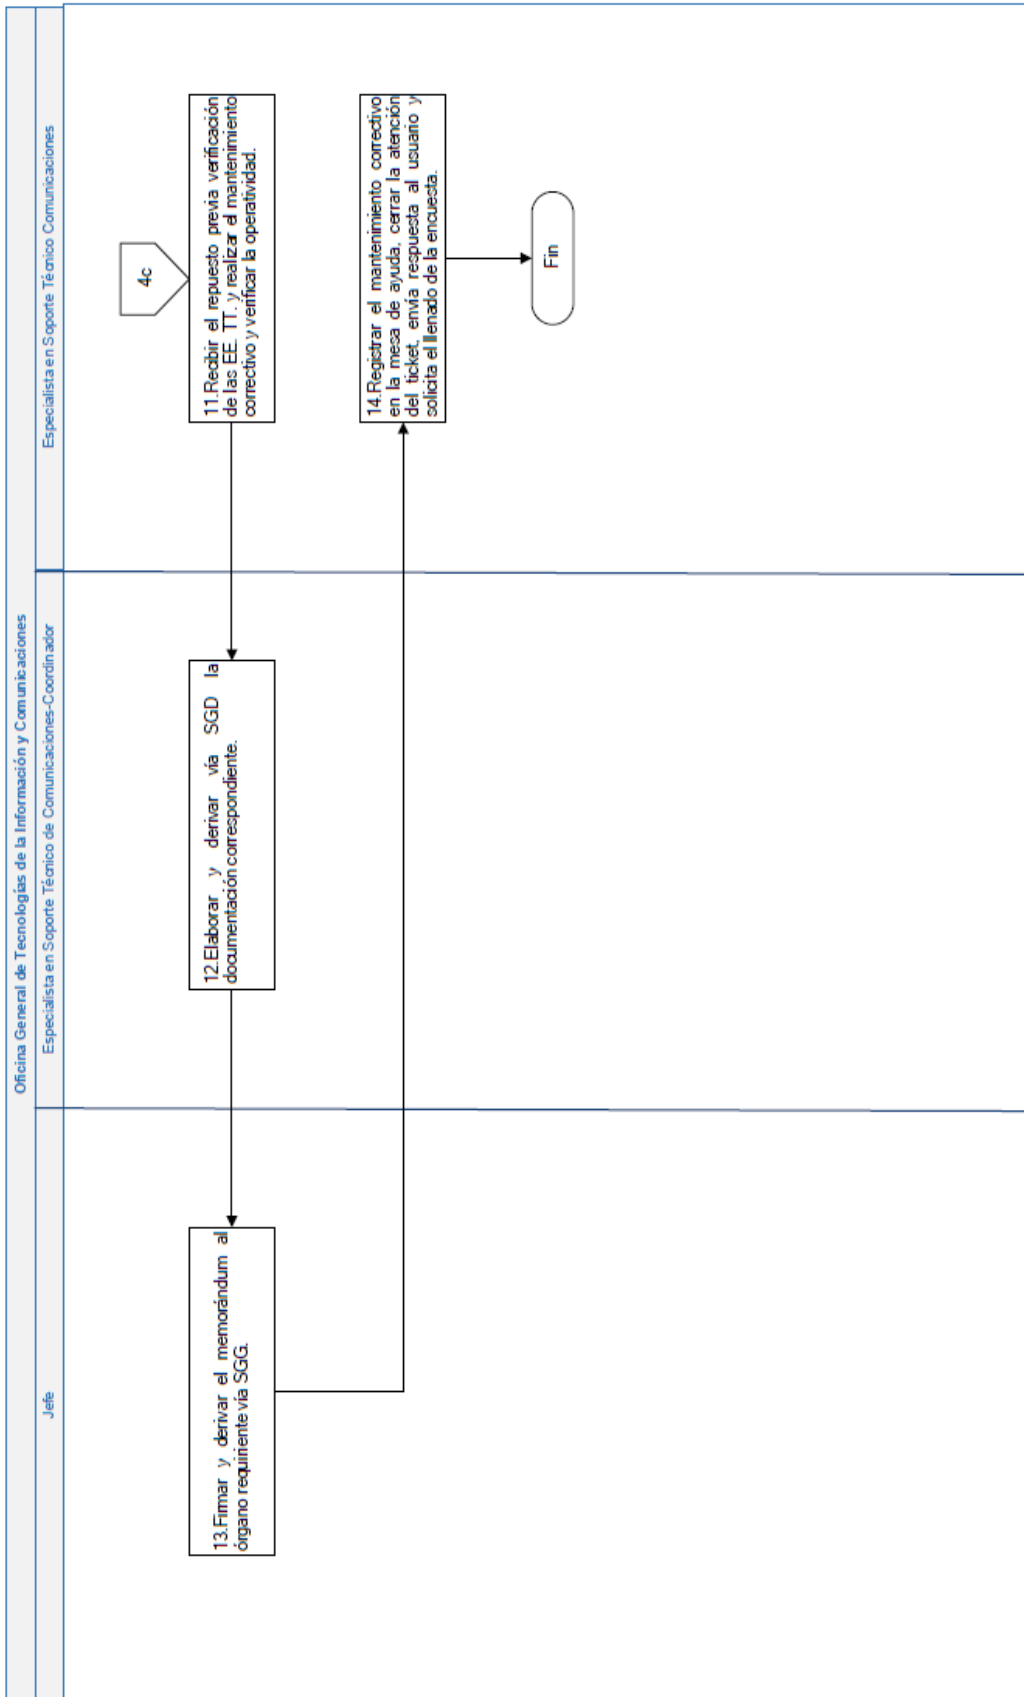 Oficina General de Tecnologías de la Información y Comunicaciones
Jefe
Especialista en Soporte Técnico de Comunicaciones-Coordinador
Especialista en Soporte Técnico Comunicaciones
4c
11.Recibir el repuesto previa verificación
de las EE. TT. y realizar el mantenimiento
correctivo y verificar la operatividad.
12.Elaborar y derivar vía SGD la
documentación correspondiente.
13.Firmar y derivar el memorándum al
órgano requiriente vía SGG.
14.Registrar el mantenimiento correctivo
en la mesa de ayuda, cerrar la atención
del ticket, envía respuesta al usuario y
solicita el llenado de la encuesta.
Fin